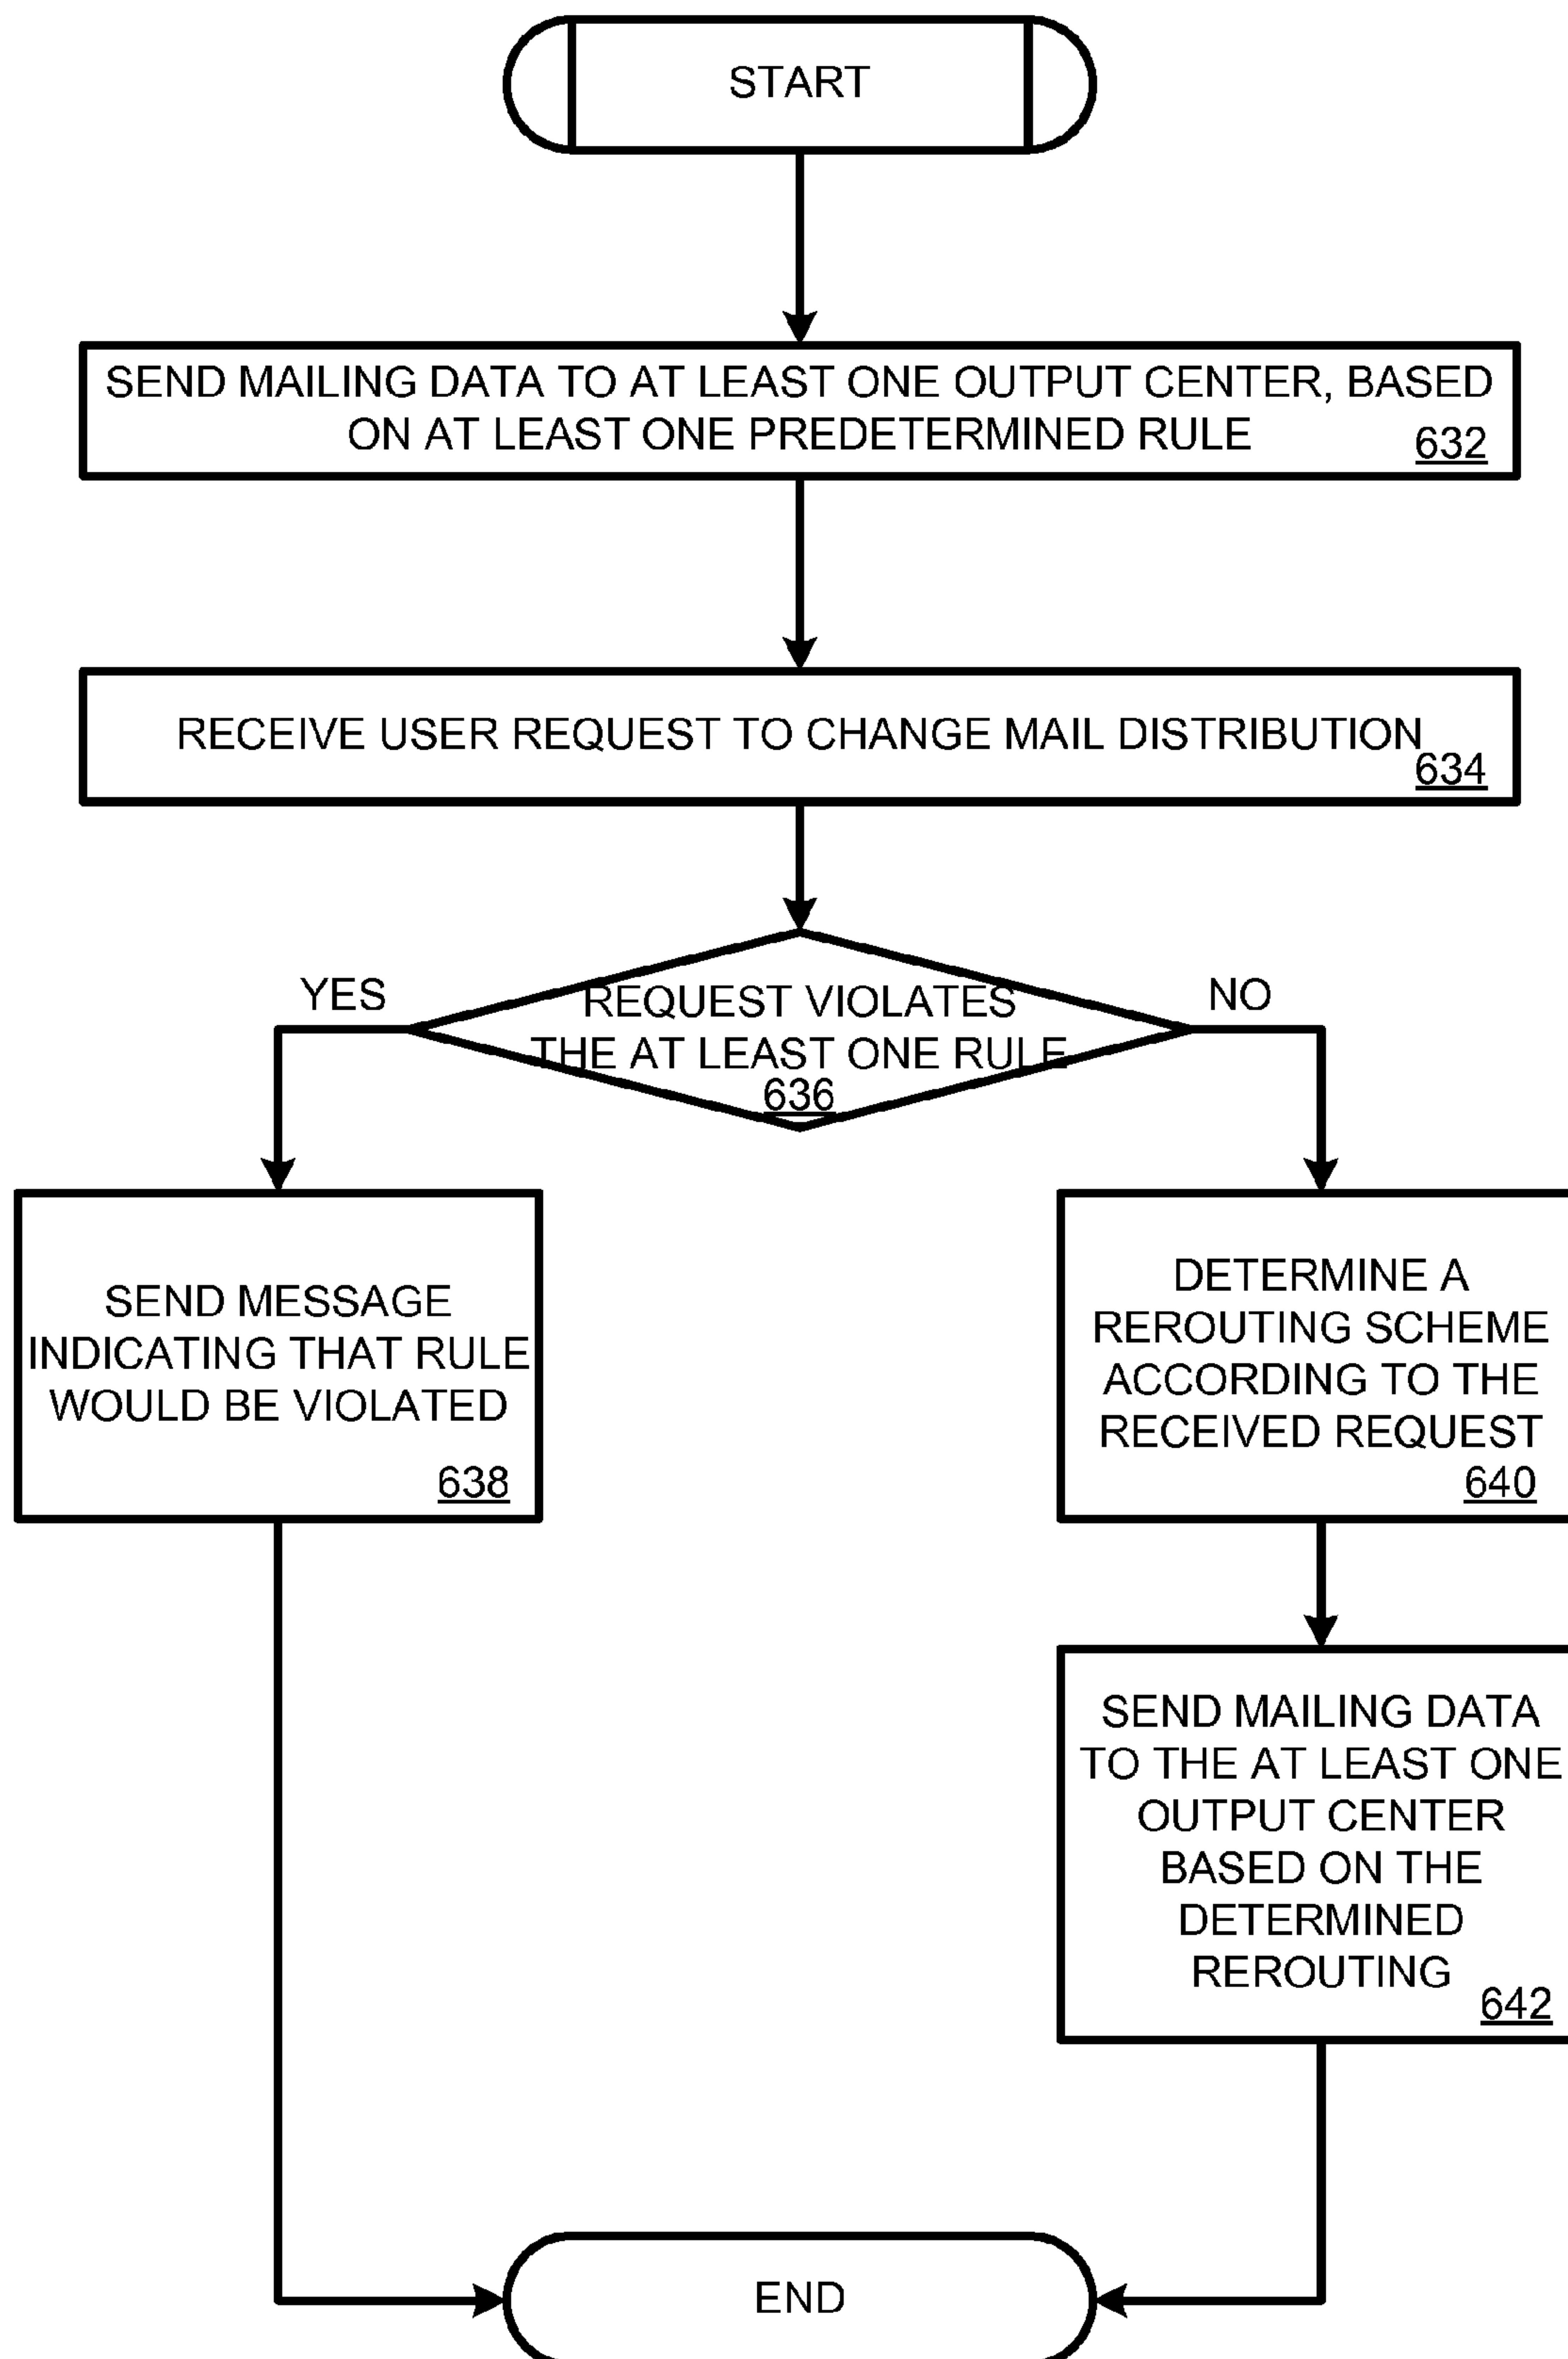 START
SEND MAILING DATA TO AT LEAST ONE OUTPUT CENTER, BASED
ON AT LEAST ONE PREDETERMINED RULE
632
RECEIVE USER REQUEST TO CHANGE MAIL DISTRIBUTION
634
YES
NO
REQUEST VIOLATES
THE AT LEAST ONE RULE
636
SEND MESSAGE
INDICATING THAT RULE
WOULD BE VIOLATED
638
DETERMINE A
REROUTING SCHEME
ACCORDING TO THE
RECEIVED REQUEST
640
SEND MAILING DATA
TO THE AT LEAST ONE
OUTPUT CENTER
BASED ON THE
DETERMINED
REROUTING
642
END